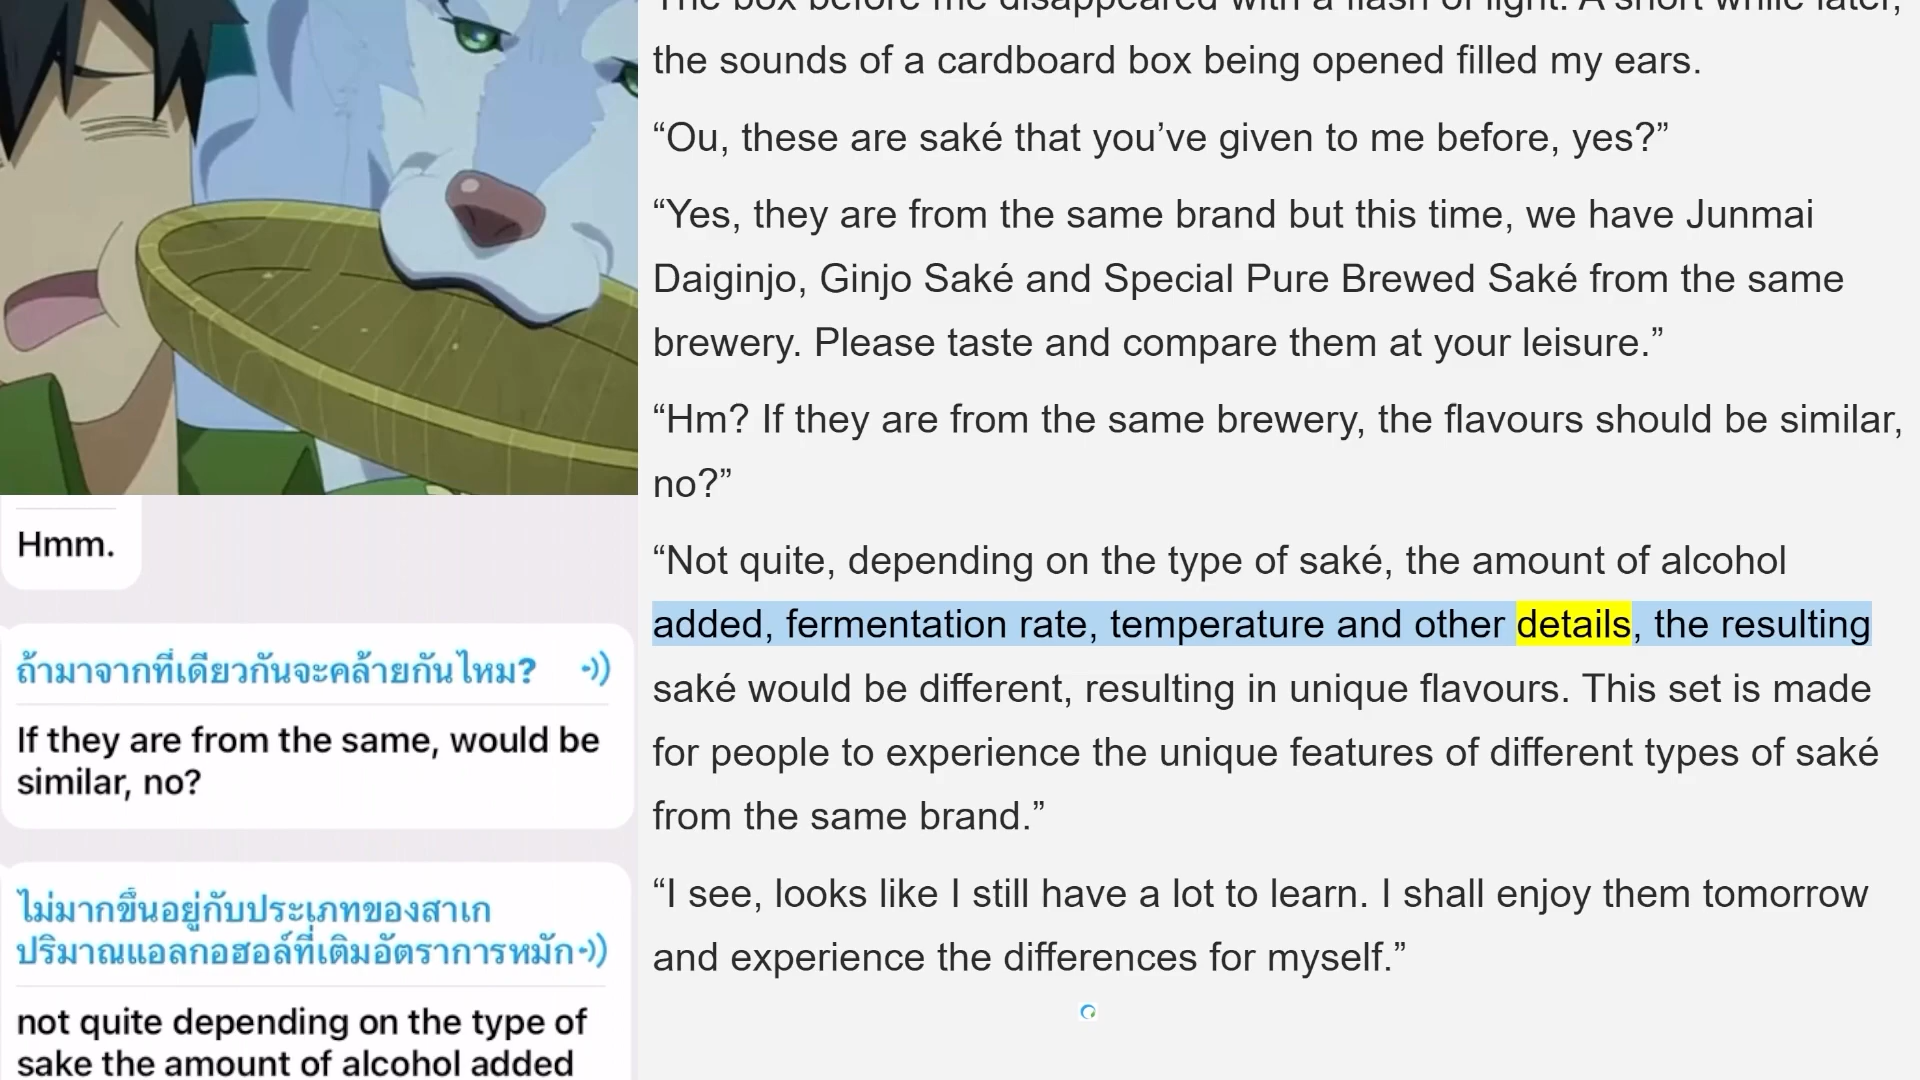 Hmm.
ถ้ามาจากที่เดียวกันจะคล้ายกันไหม?
If they are from the same, would be
similar, no?
ไม่มากขึ้นอยู่กับประเภทของสาเก
ปริมาณแอลกอฮอล์ที่เติมอัตราการหมัก
not quite depending on the type of
sake the amount of alcohol added
The box before me disappeared with a flash of light. A short while later,
the sounds of a cardboard box being opened filled my ears.
“Ou, these are saké that you’ve given to me before, yes?”
“Yes, they are from the same brand but this time, we have Junmai
Daiginjo, Ginjo Saké and Special Pure Brewed Saké from the same
brewery. Please taste and compare them at your leisure.”
“Hm? If they are from the same brewery, the flavours should be similar,
no?”
“Not quite, depending on the type of saké, the amount of alcohol
added, fermentation rate, temperature and other details, the resulting
saké would be different, resulting in unique flavours. This set is made
for people to experience the unique features of different types of saké
from the same brand.”
“I see, looks like I still have a lot to learn. I shall enjoy them tomorrow
and experience the differences for myself.”